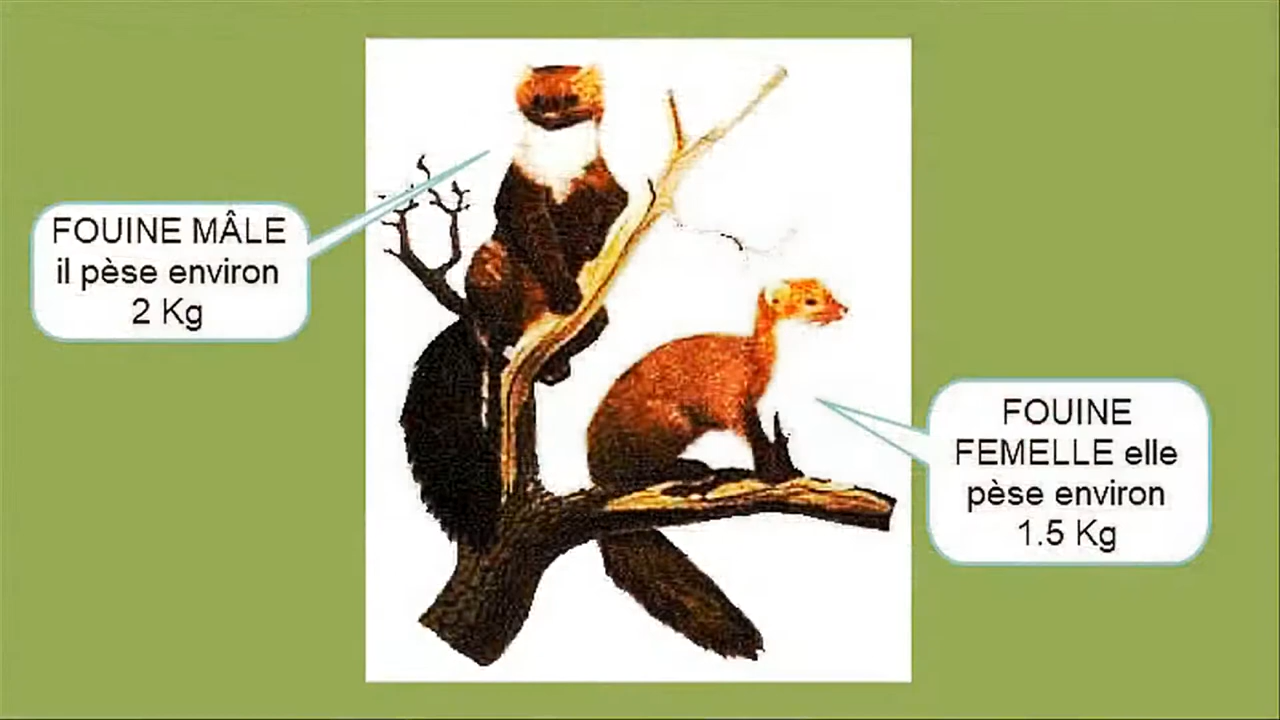 FOUINE MÂLE
il pèse environ
2 Kg
FOUINE
FEMELLE elle
pèse environ
1.5 Kg